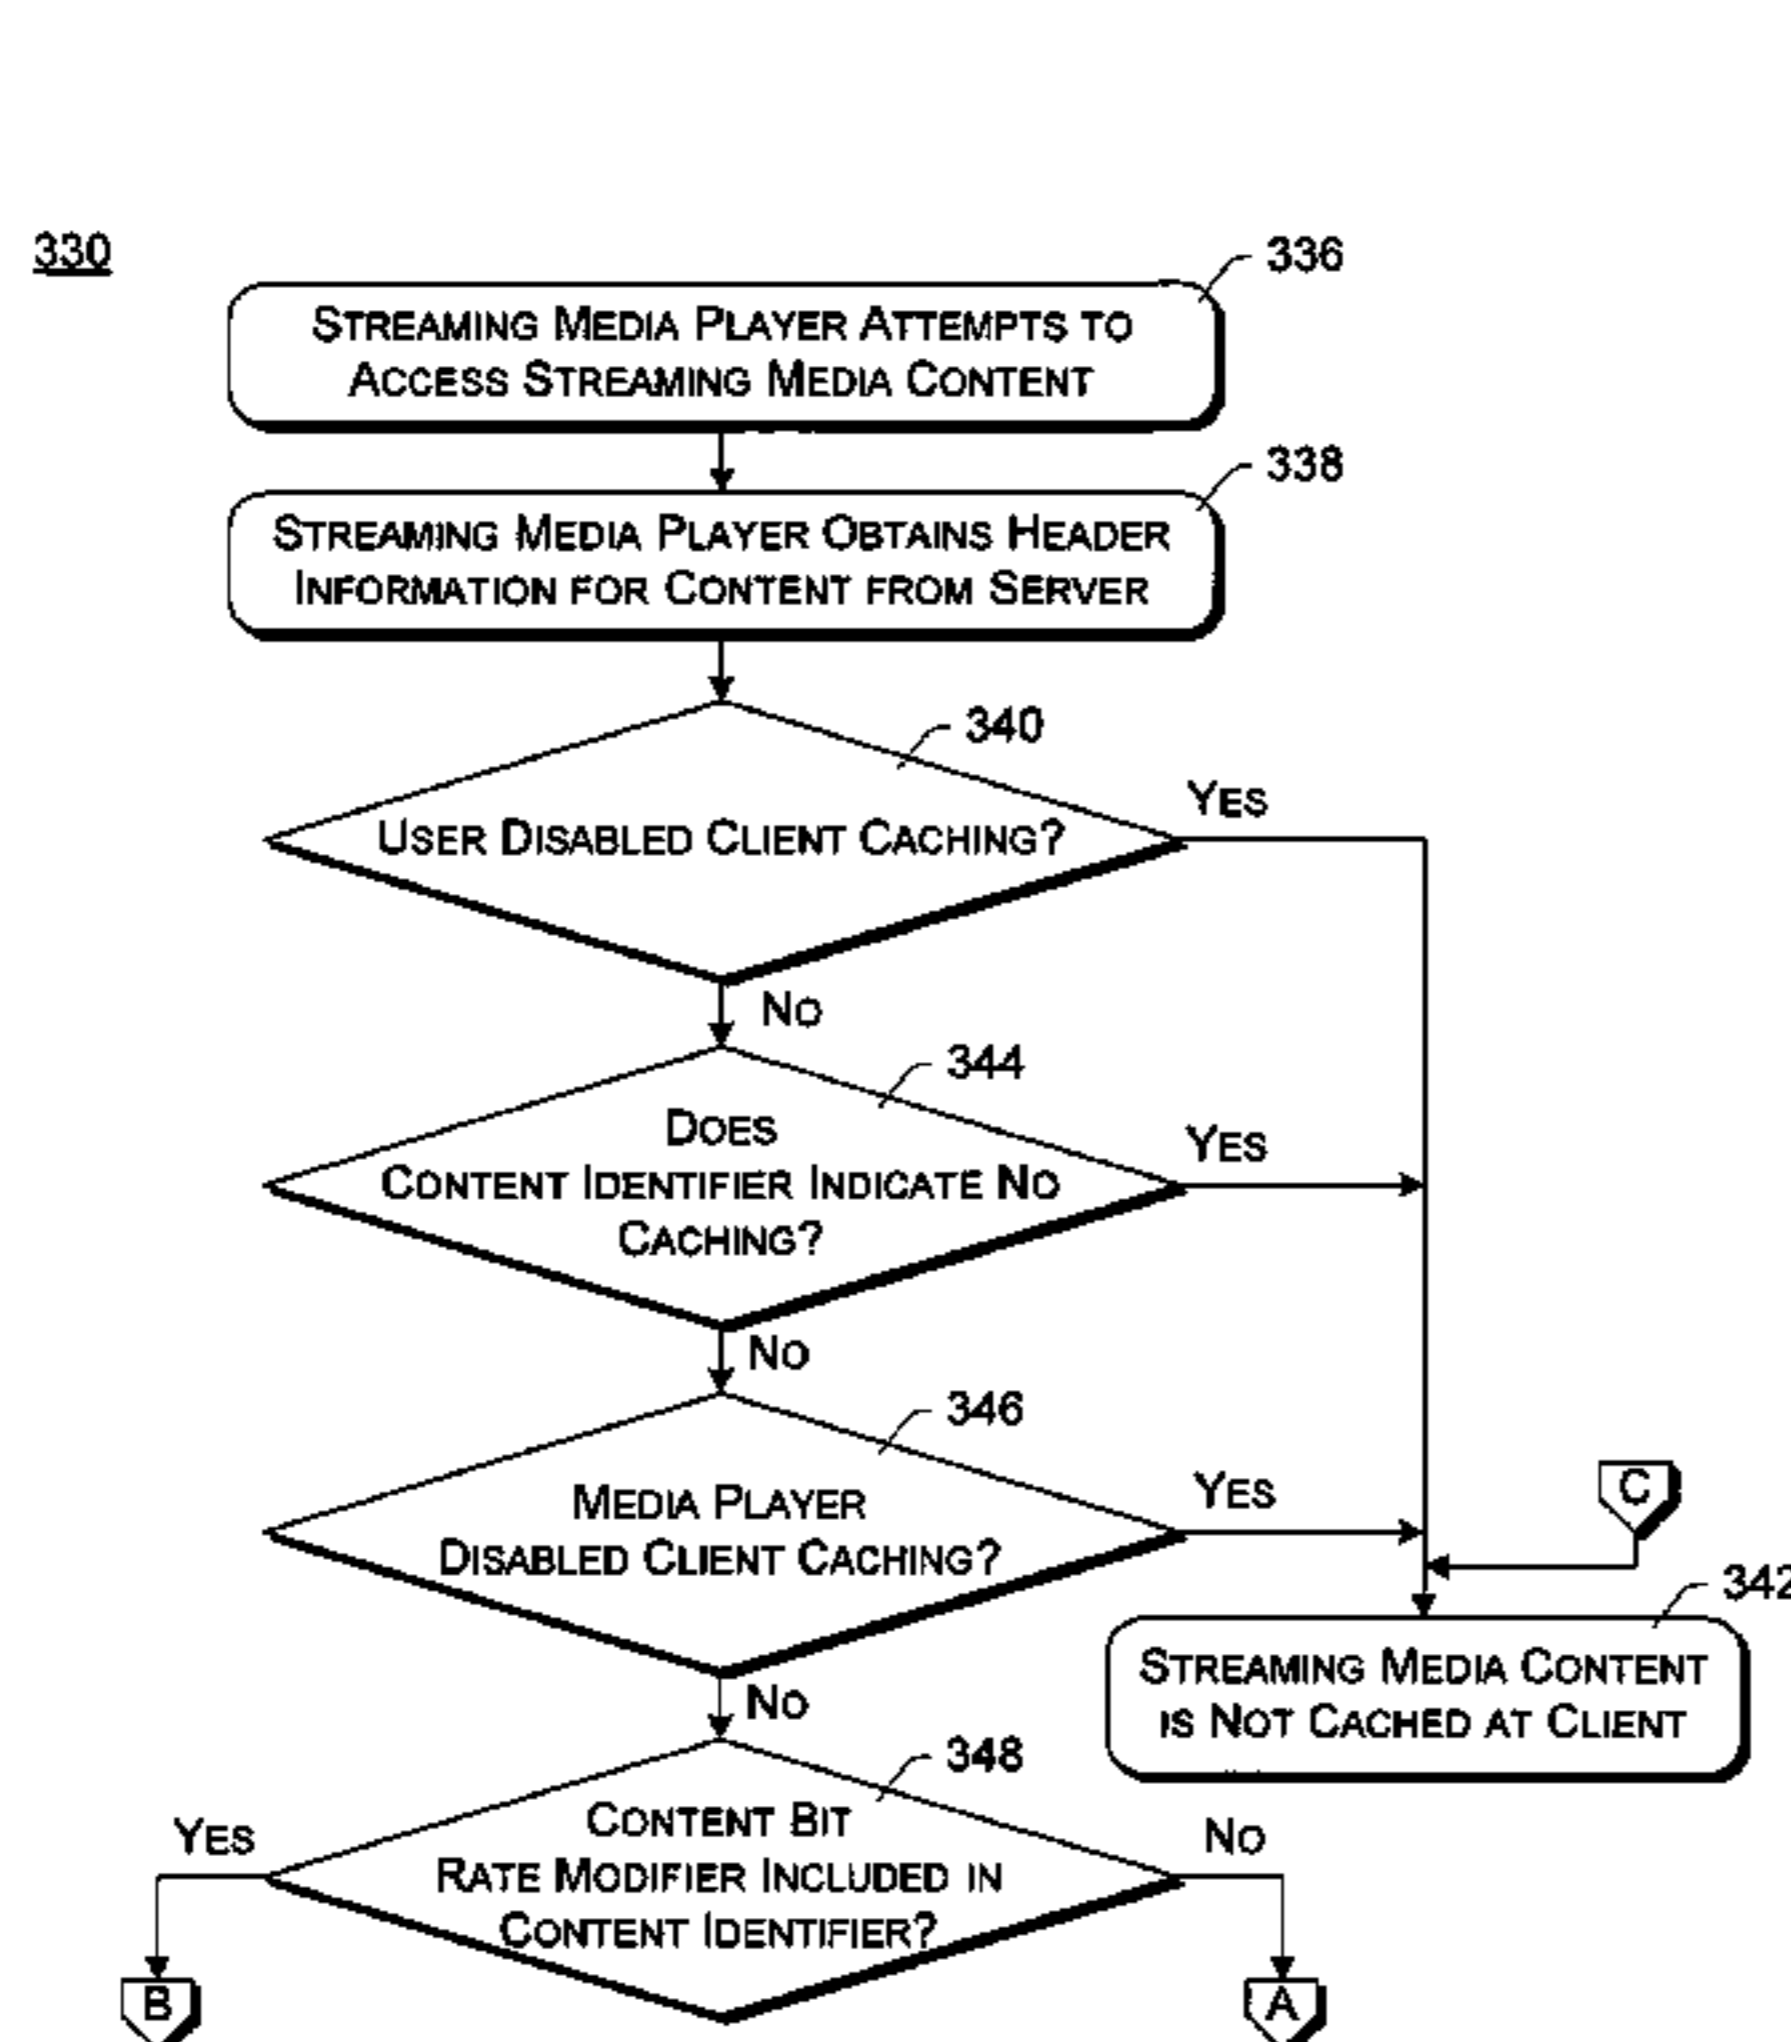 330
336
STREAMING MEDIA PLAYER ATTEMPTS TO
ACCESS STREAMING MEDIA CONTENT
338
STREAMING MEDIA PLAYER OBTAINS HEADER
INFORMATION FOR CONTENT FROM SERVER
340
USER DISABLED CLIENT CACHING?
YES
NO
344
DOES
CONTENT IDENTIFIER INDICATE NO
CACHING?
YES
NO
346
MEDIA PLAYER
DISABLED CLIENT CACHING?
YES
C
342
STREAMING MEDIA CONTENT
IS NOT CACHED AT CLIENT
NO
348
CONTENT BIT
RATE MODIFIER INCLUDED IN
CONTENT IDENTIFIER?
YES
NO
B
A